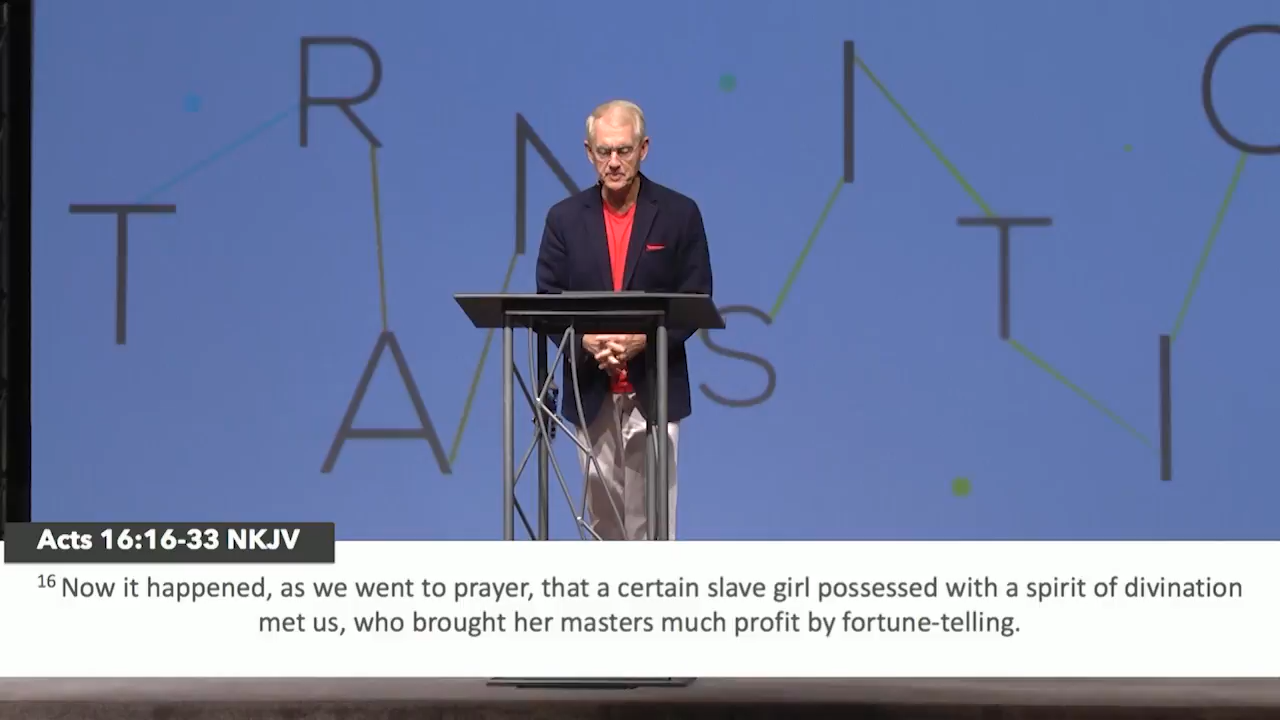 TRANSITI
Acts 16:16-33 NKJV
16 Now it happened, as we went to prayer, that a certain slave girl possessed with a spirit of divination
met us, who brought her masters much profit by fortune-telling.